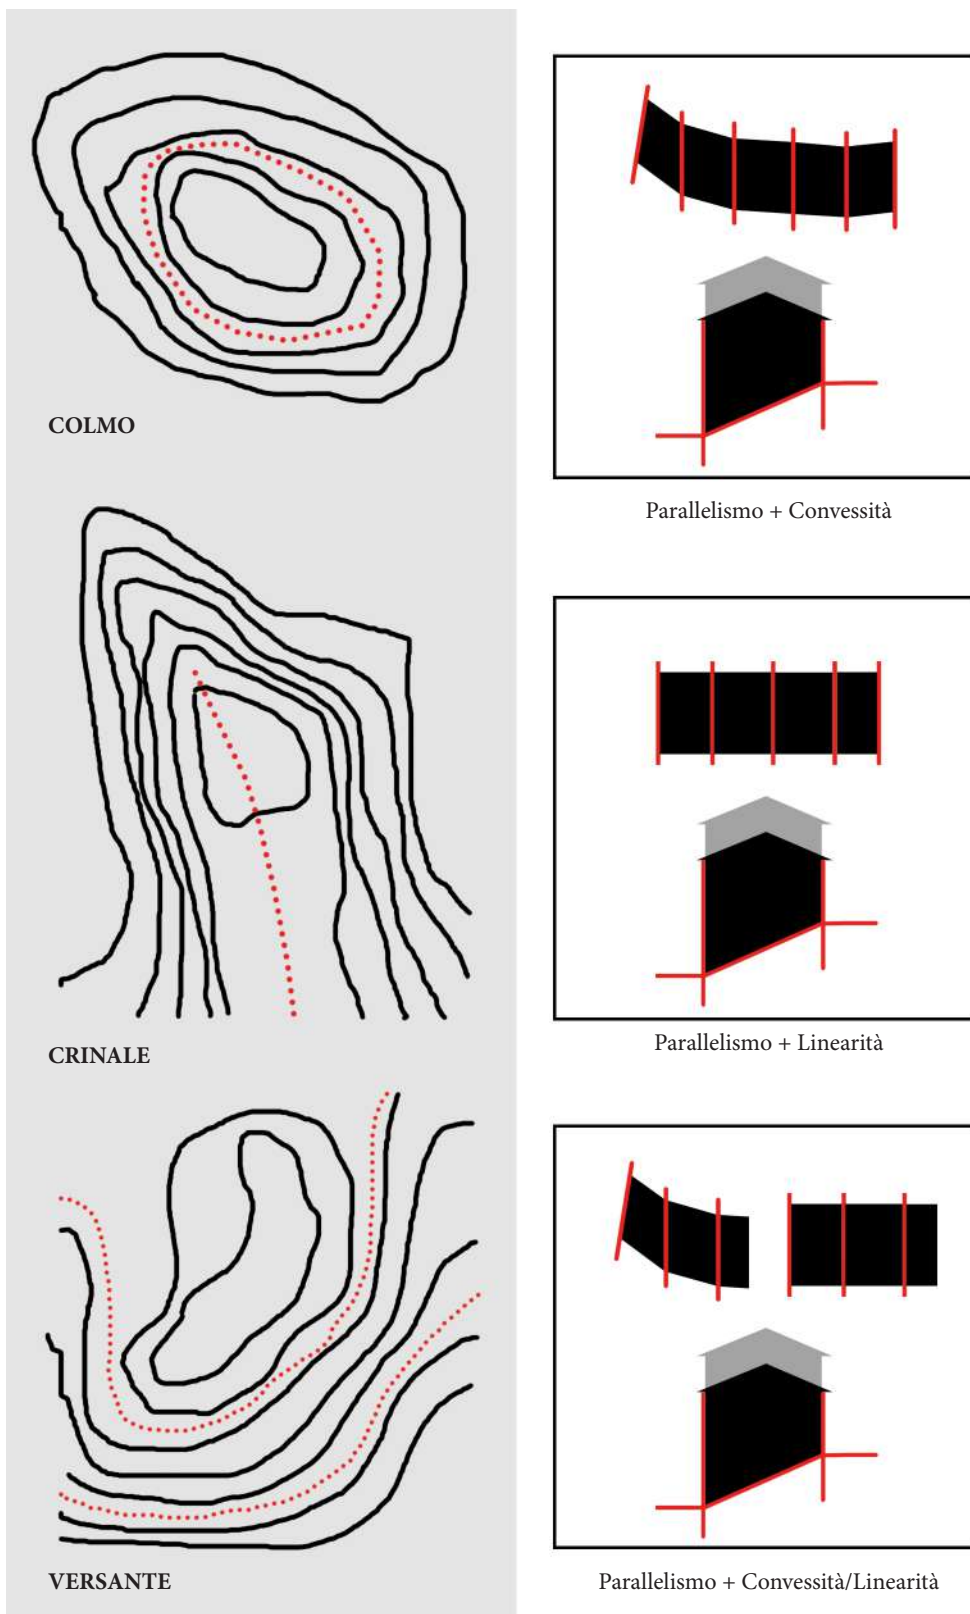 COLMO
Parallelismo + Convessità
CRINALE
Parallelismo + Linearità
VERSANTE
Parallelismo + Convessità/Linearità